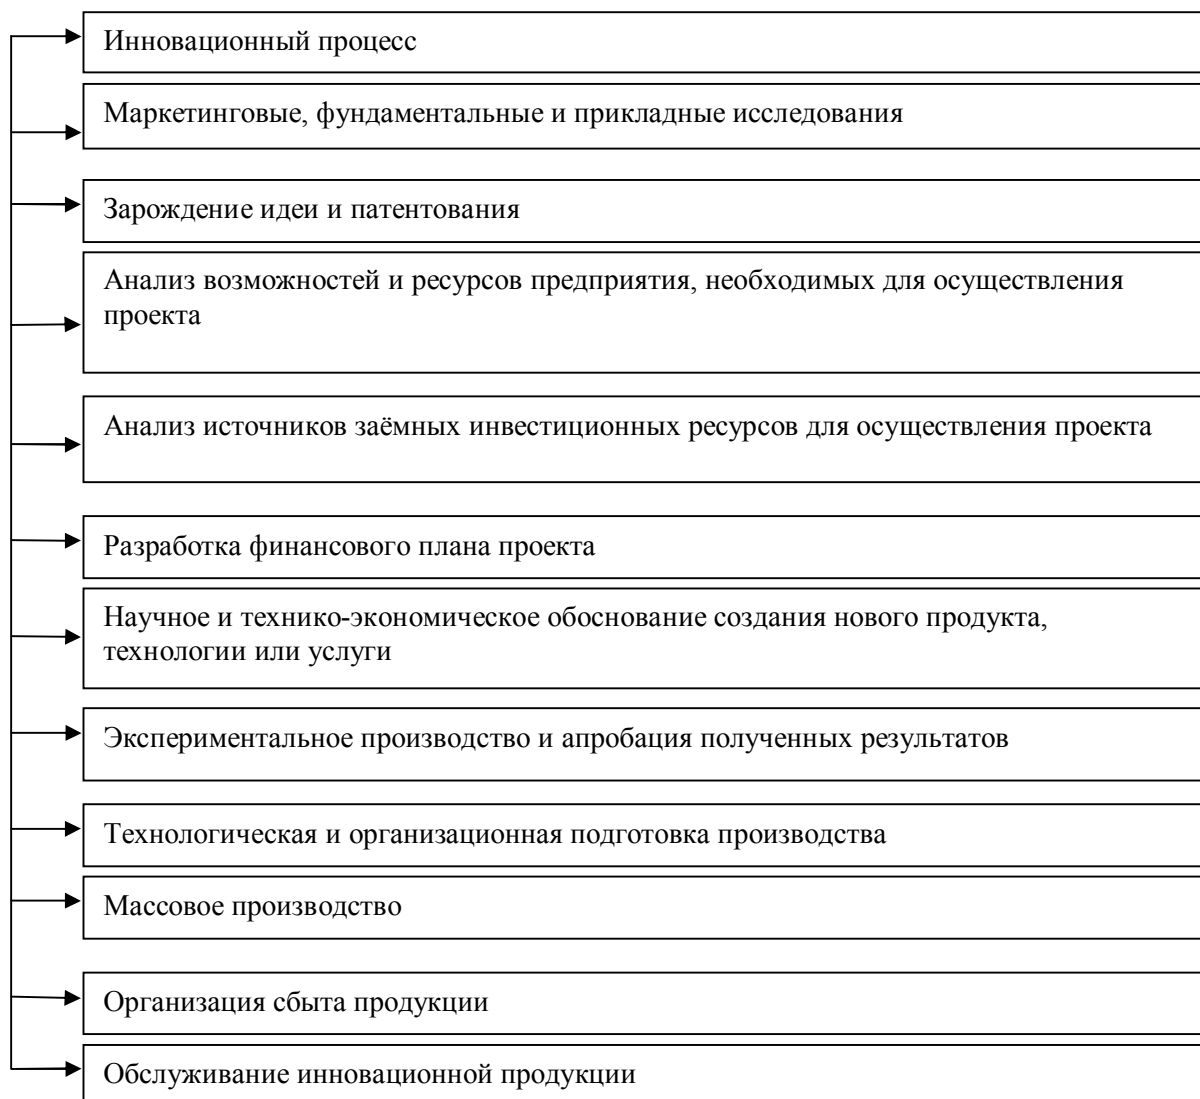 Инновационный процесс
Маркетинговые, фундаментальные и прикладные исследования
Зарождение идеи и патентования
Анализ возможностей и ресурсов предприятия, необходимых для осуществления
проекта
Анализ источников заёмных инвестиционных ресурсов для осуществления проекта
Разработка финансового плана проекта
Научное и технико-экономическое обоснование создания нового продукта,
технологии или услуги
Экспериментальное производство и апробация полученных результатов
Технологическая и организационная подготовка производства
Массовое производство
Организация сбыта продукции
Обслуживание инновационной продукции